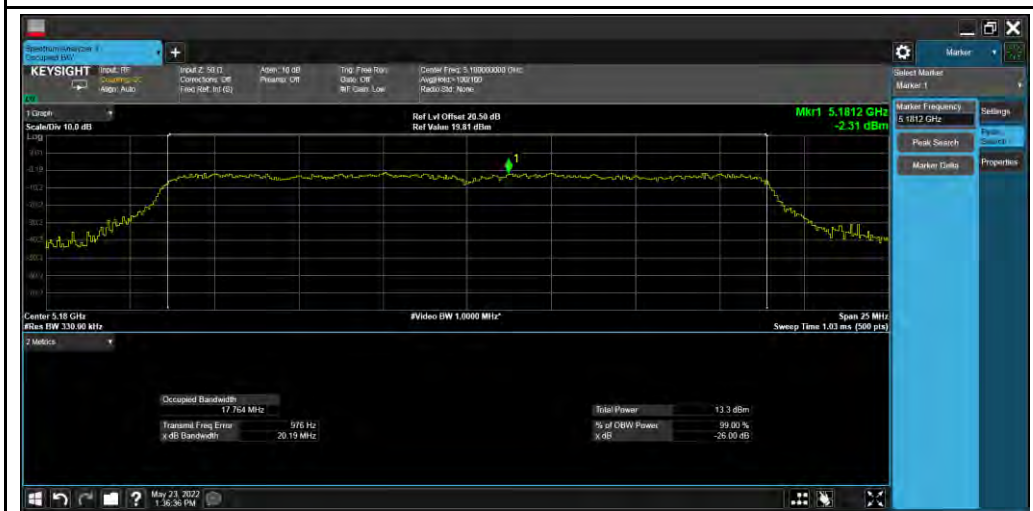 Spectrum Analyzer 1
Occupied BW
+
Marker
KEYSIGHT
Input: RF
Coupling: DC
Align: Auto
Input Z: 50 Ω
Corrections: Off
Freq Ref: Int (S)
Atten: 10 dB
Preamp: Off
Trig: Free Run
Gate: Off
#IF Gain: Low
Center Freq: 5.180000000 GHz
Avg|Hold:>100/100
Radio Std: None
Select Marker
Marker 1
Marker Frequency
5.1812 GHz
Settings
Peak Search
Peak
Search
Marker Delta
Properties
1 Graph
Scale/Div 10.0 dB
Log
Ref Lvl Offset 20.50 dB
Ref Value 19.81 dBm
Mkr1 5.1812 GHz
-2.31 dBm
1
Center 5.18 GHz
#Res BW 330.00 kHz
#Video BW 1.0000 MHz*
Span 25 MHz
Sweep Time 1.03 ms (500 pts)
2 Metrics
Occupied Bandwidth
17.764 MHz
Transmit Freq Error 976 Hz
x dB Bandwidth 20.19 MHz
Total Power 13.3 dBm
% of OBW Power 99.00 %
x dB -26.00 dB
?
May 23, 2022
1:36:36 PM